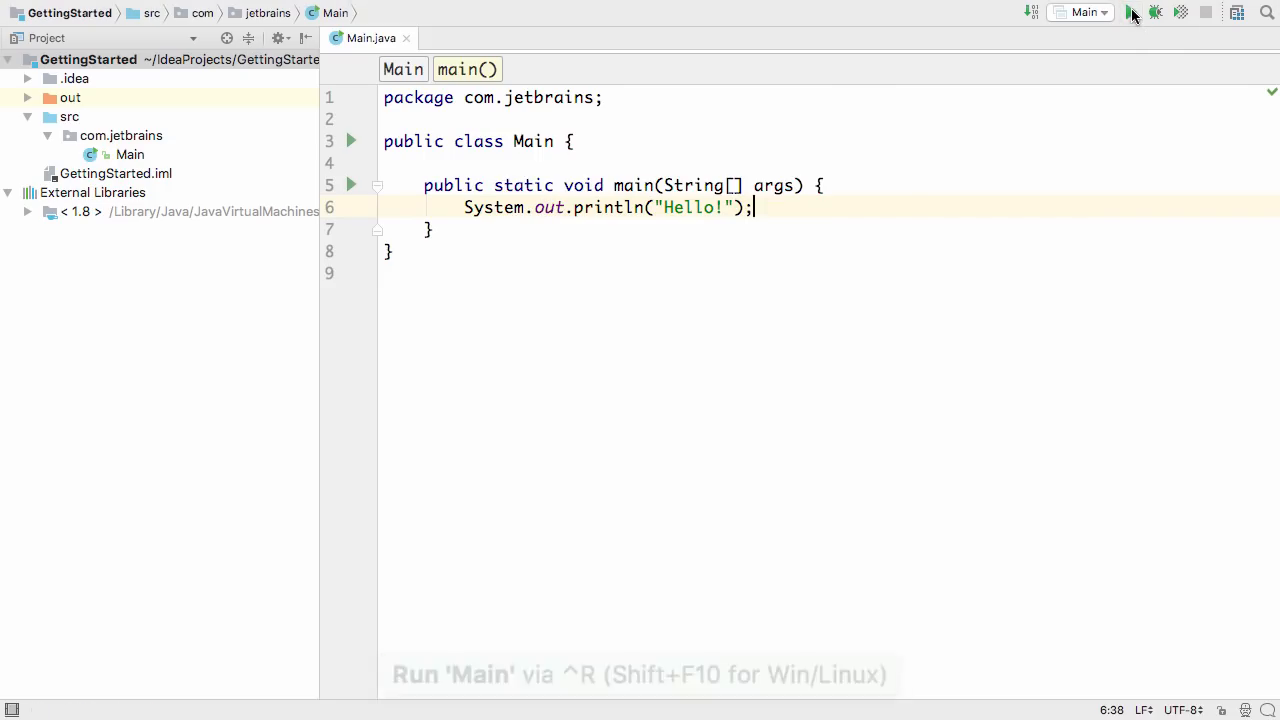 GettingStarted src com jetbrains Main
Main
Project
Main.java
GettingStarted ~/IdeaProjects/GettingStarte
.idea
out
src
com.jetbrains
Main
GettingStarted.iml
External Libraries
< 1.8 > /Library/Java/JavaVirtualMachines
Main main()
1 package com.jetbrains;
2
3 public class Main {
4
5 public static void main(String[] args) {
6 System.out.println("Hello!");
7 }
8 }
9
Run 'Main' via ^R (Shift+F10 for Win/Linux)
6:38 LF UTF-8